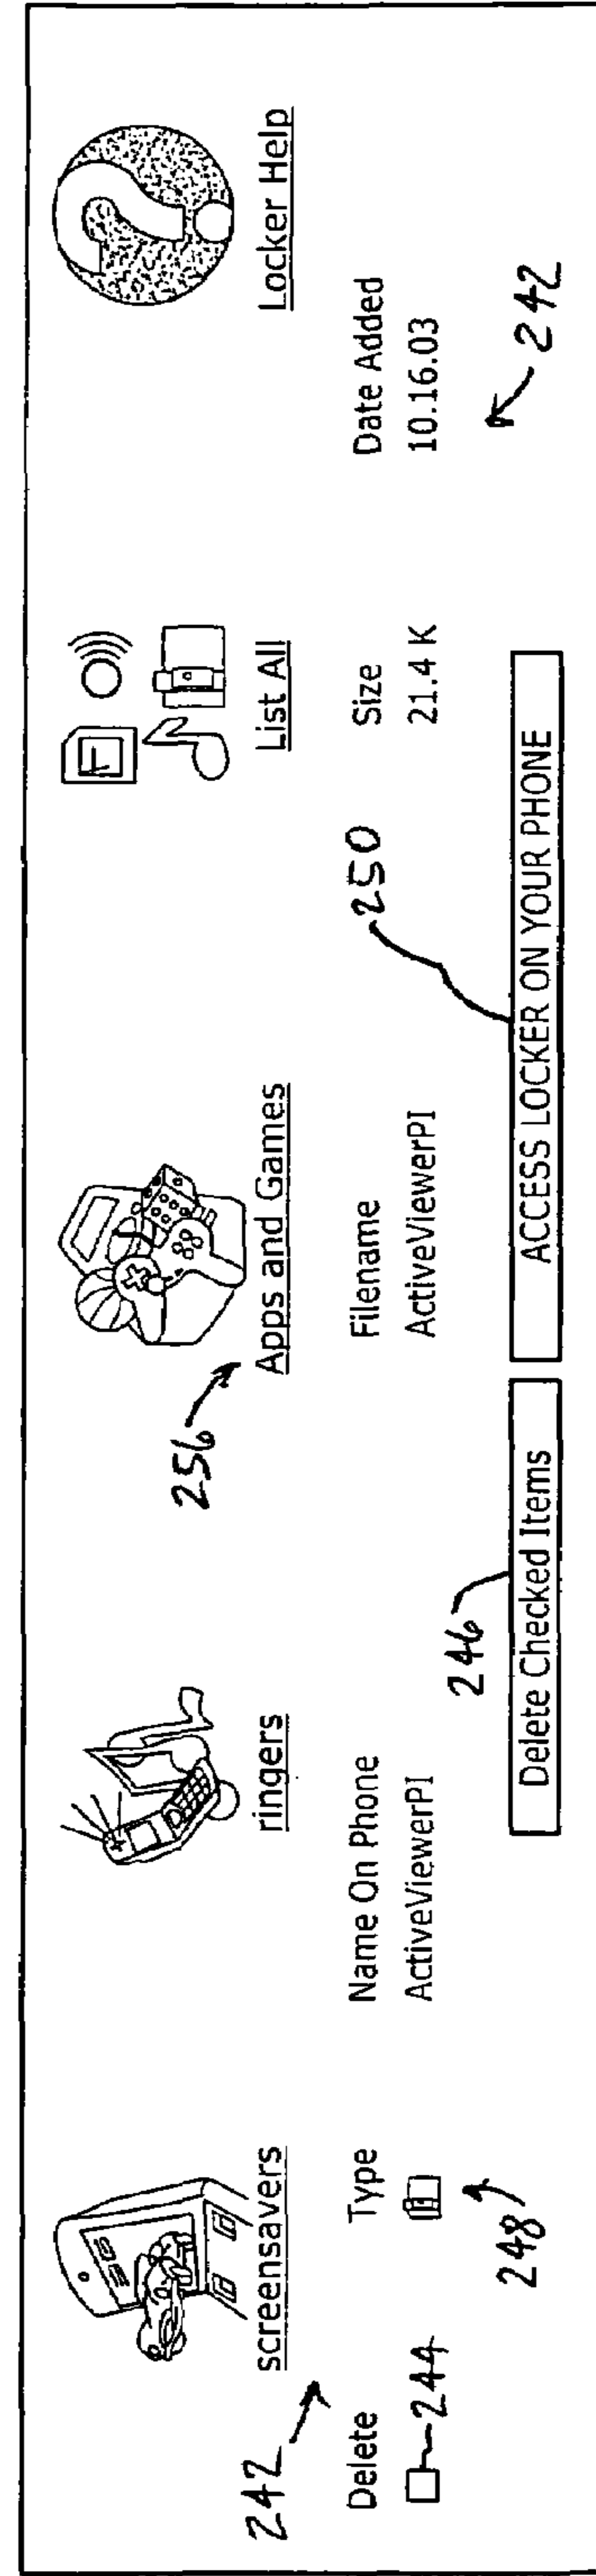 screensavers ringers Apps and Games List All Locker Help
256
242
Delete Type Name On Phone Filename Size Date Added
250
244 ActiveViewerPI ActiveViewerPI 21.4 K 10.16.03
248 246 242
Delete Checked Items ACCESS LOCKER ON YOUR PHONE